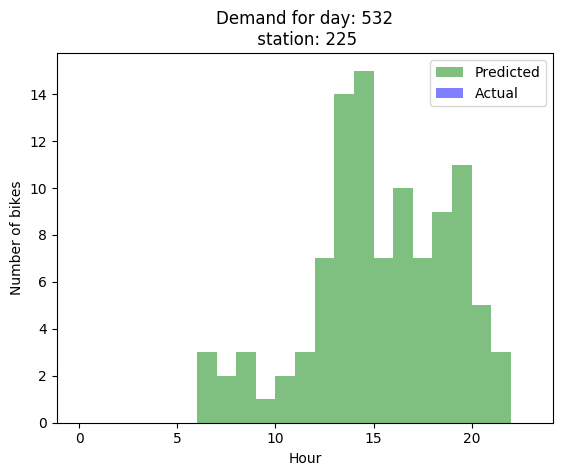 Demand for day: 532
station: 225
Predicted
Actual
Number of bikes
14
12
10
8
6
4
2
0
0
5
10
15
20
Hour